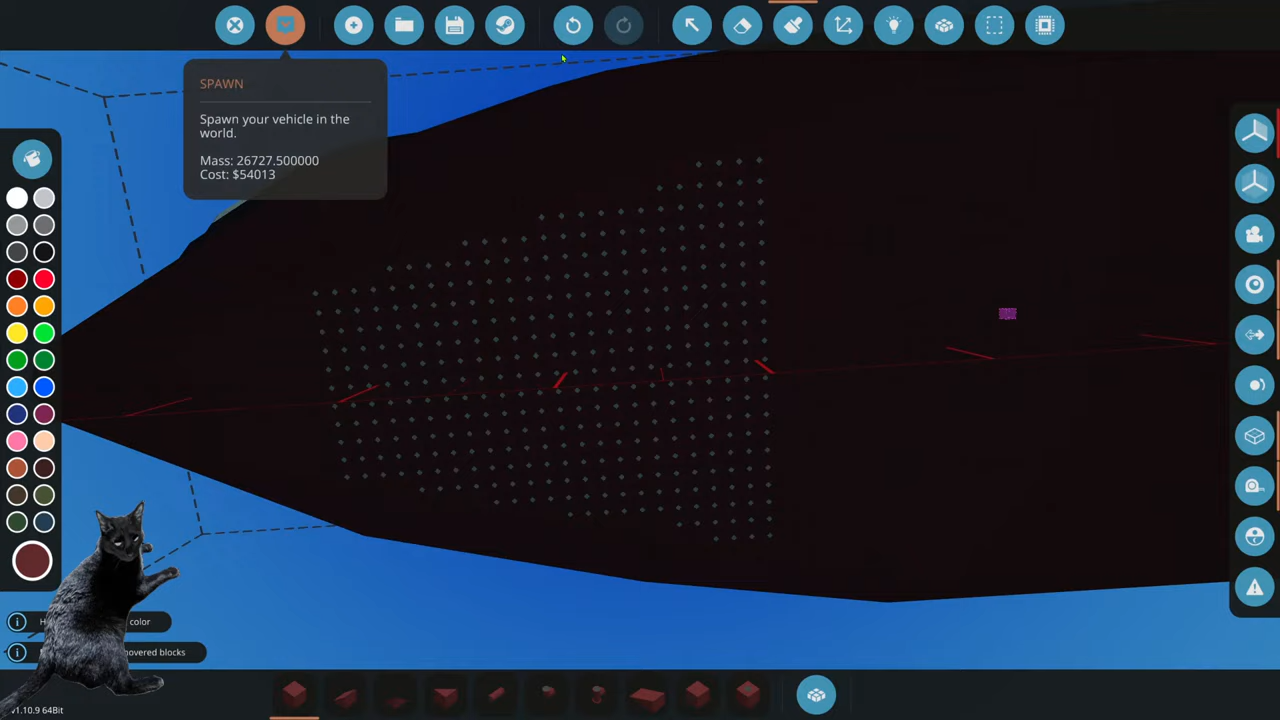 SPAWN
Spawn your vehicle in the
world.
Mass: 26727.500000
Cost: $54013
color
overed blocks
v1.10.9 64Bit